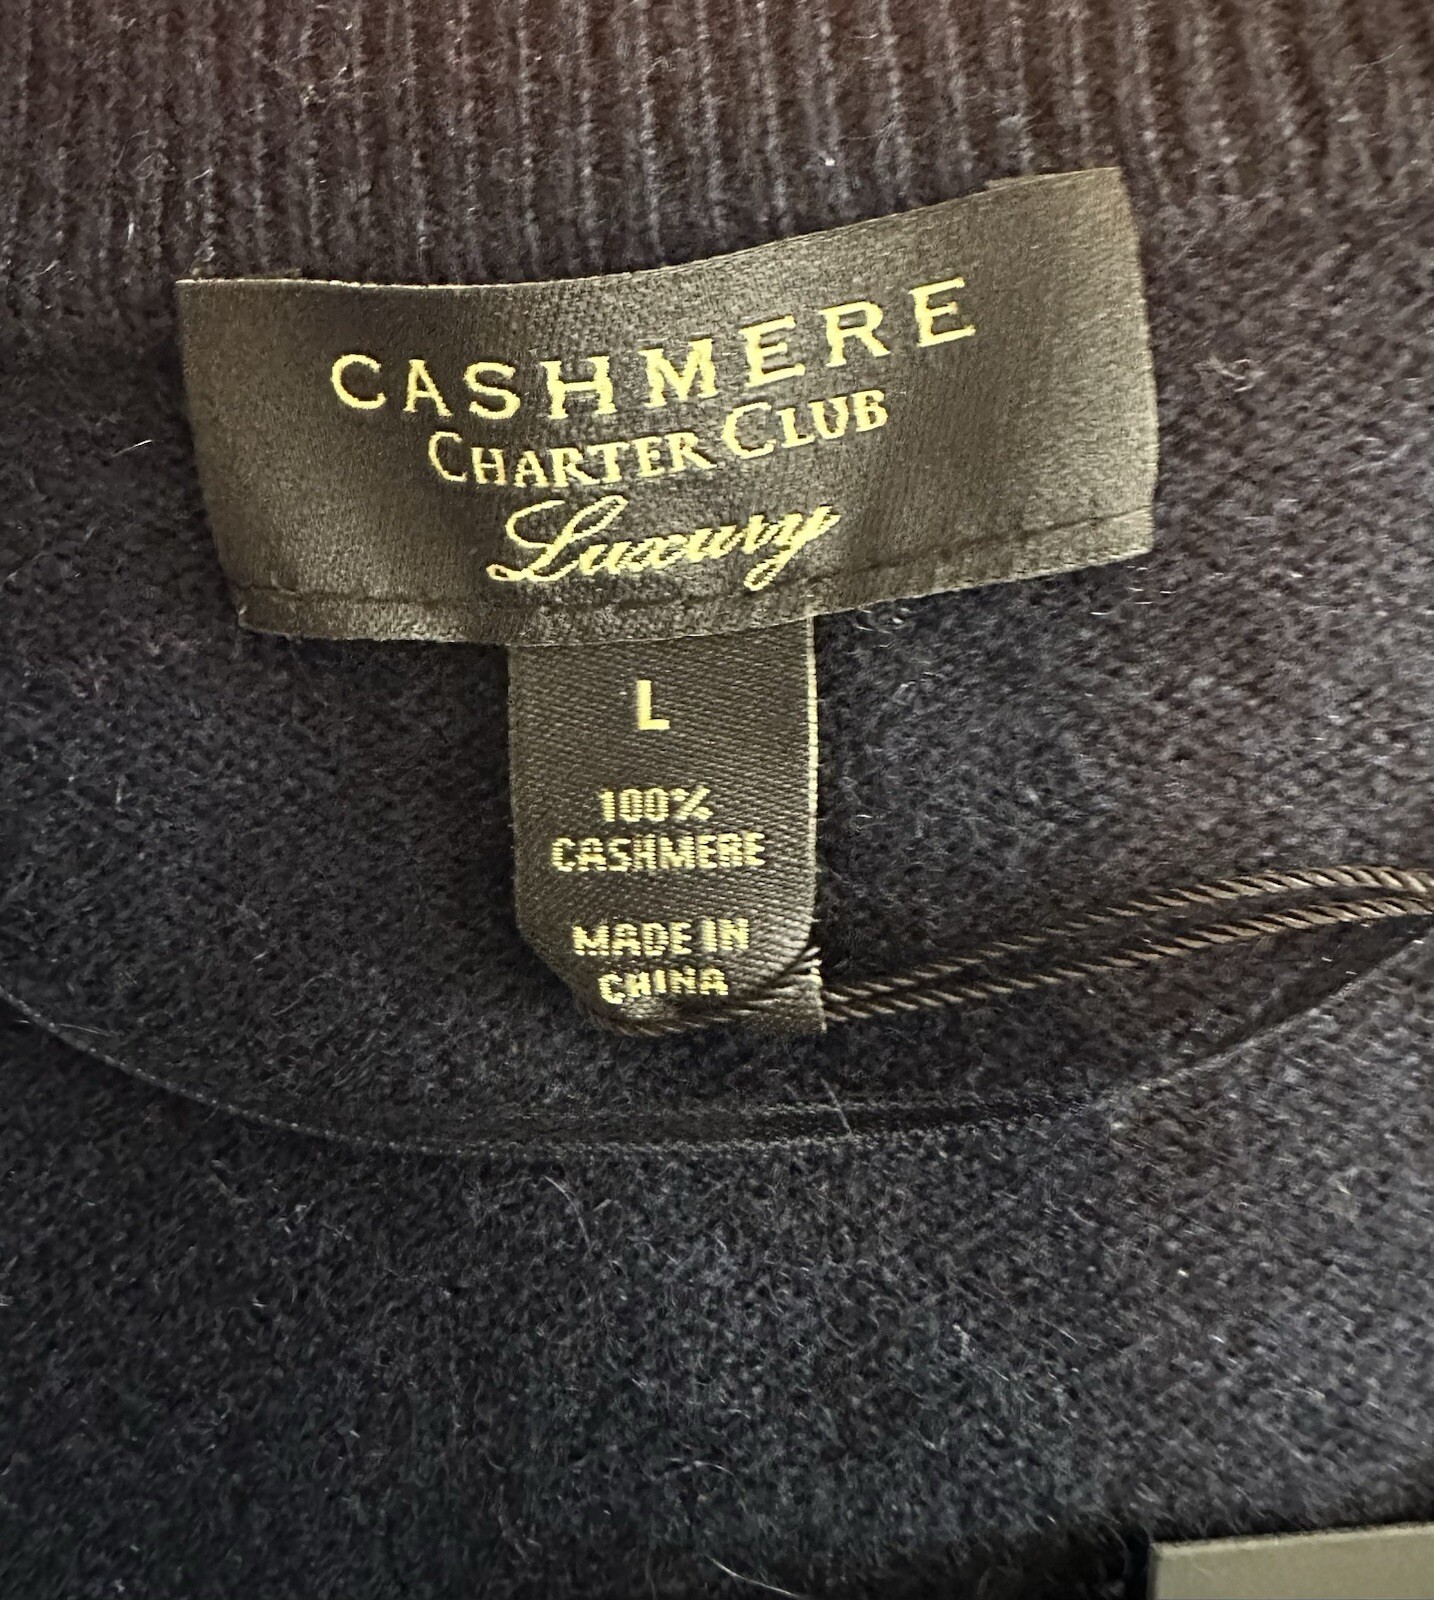 CASHMERE
CHARTER CLUB
Luxury
L
100%
CASHMERE
MADE IN
CHINA